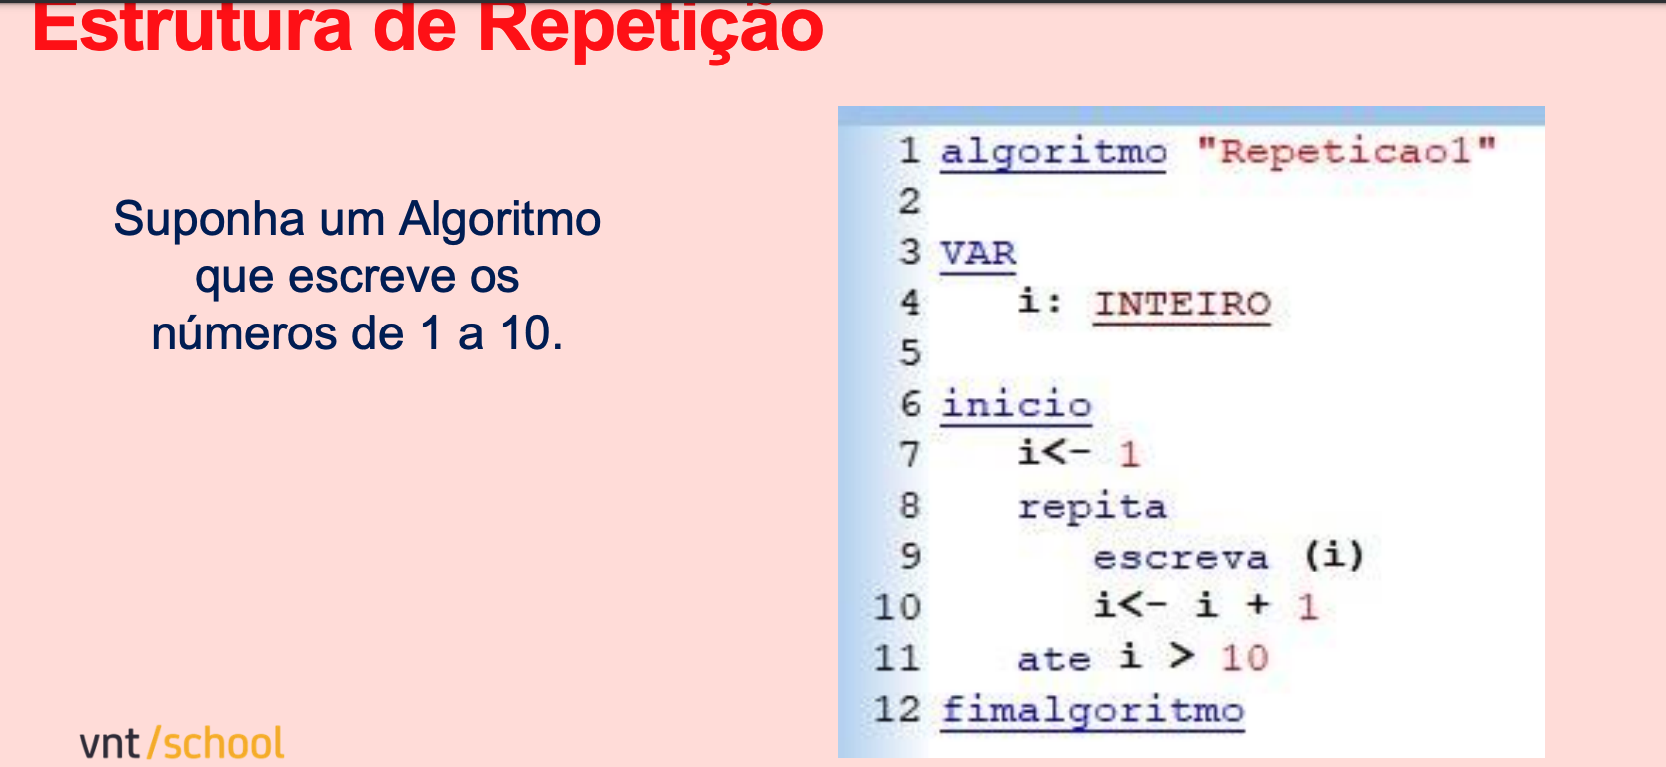 Estrutura de Repetição
Suponha um Algoritmo
que escreve os
números de 1 a 10.
1 algoritmo "Repeticao1"
2
3 VAR
4 i: INTEIRO
5
6 inicio
7 i<- 1
8 repita
9 escreva (i)
10 i<- i + 1
11 ate i > 10
12 fimalgoritmo
vnt/school